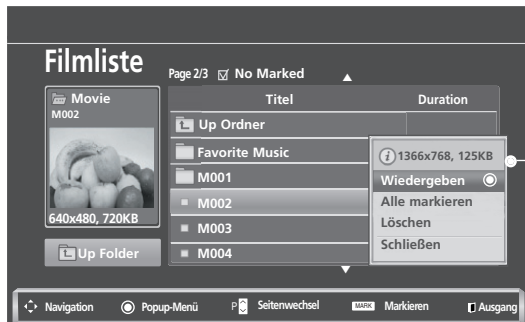 Filmliste
Page 2/3 No Marked
Movie
M002
640x480, 720KB
Up Folder
Titel Duration
Up Ordner
Favorite Music
M001
M002
M003
M004
1366x768, 125KB
Wiedergeben
Alle markieren
Löschen
Schließen
Navigation Popup-Menü P Seitenwechsel MARK Markieren Ausgang